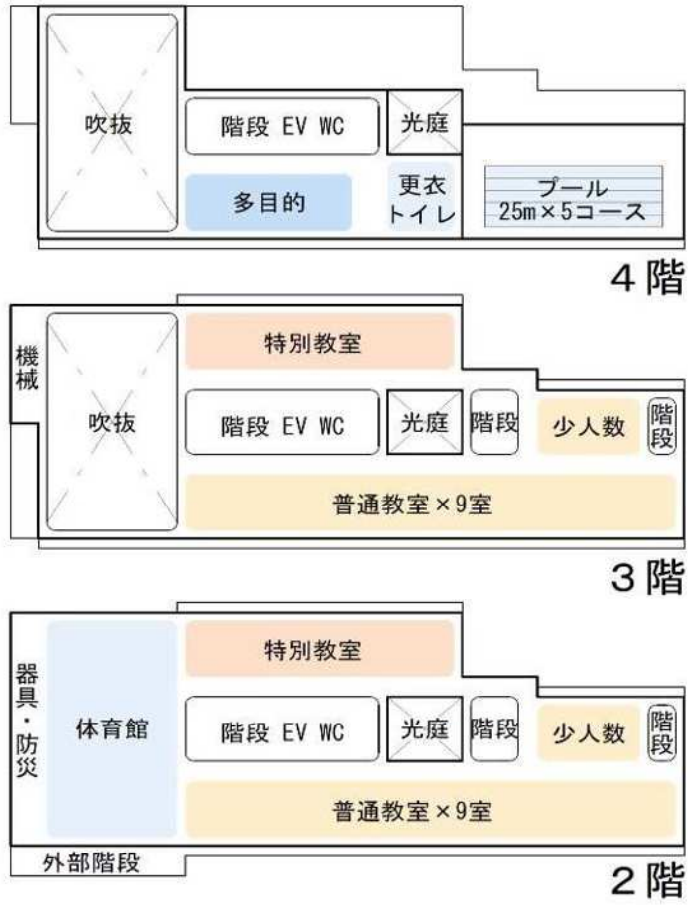 吹抜
階段 EV WC
光庭
多目的
更衣
トイレ
プール
25m×5コース
4階
機械
吹抜
特別教室
階段 EV WC
光庭
階段
少人数
階段
普通教室×9室
3階
器具・防災
体育館
特別教室
階段 EV WC
光庭
階段
少人数
階段
普通教室×9室
外部階段
2階